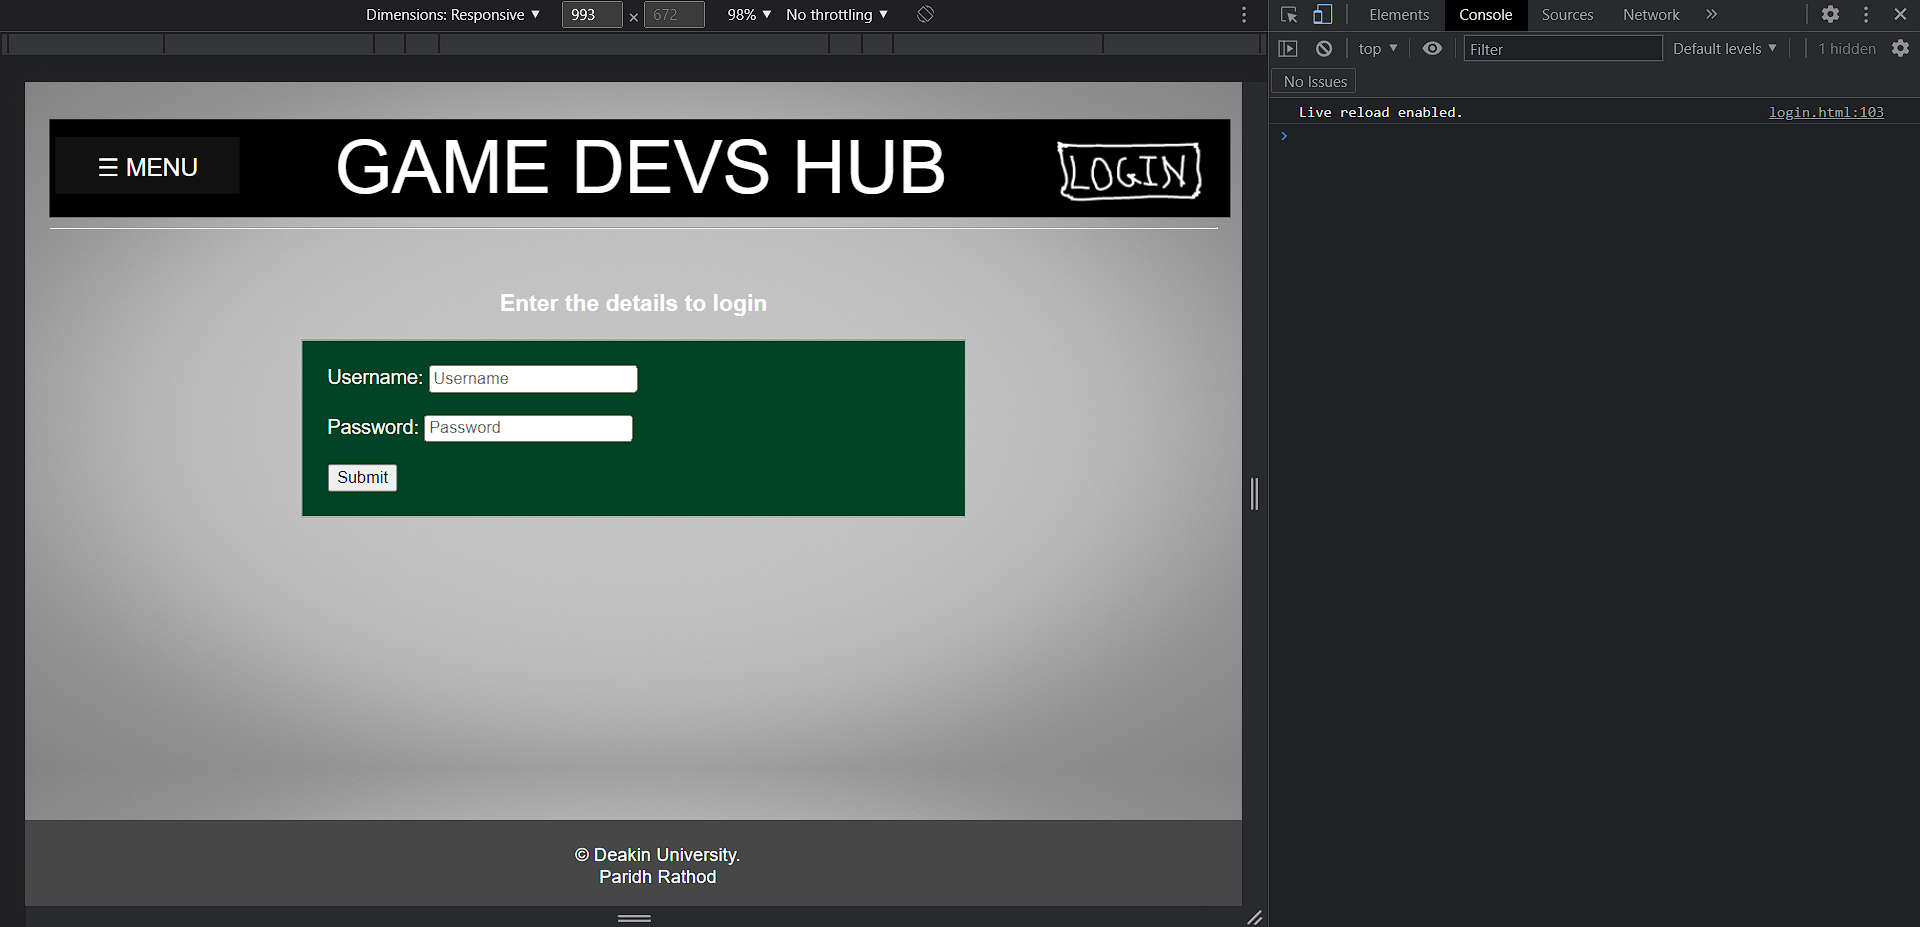 Dimensions: Responsive ▼ 993 × 672 98% ▼ No throttling ▼
Elements Console Sources Network »
top ▼ Filter Default levels ▼ 1 hidden
No Issues
Live reload enabled. login.html:103
☰ MENU GAME DEVS HUB LOGIN
Enter the details to login
Username: Username
Password: Password
Submit
© Deakin University.
Paridh Rathod